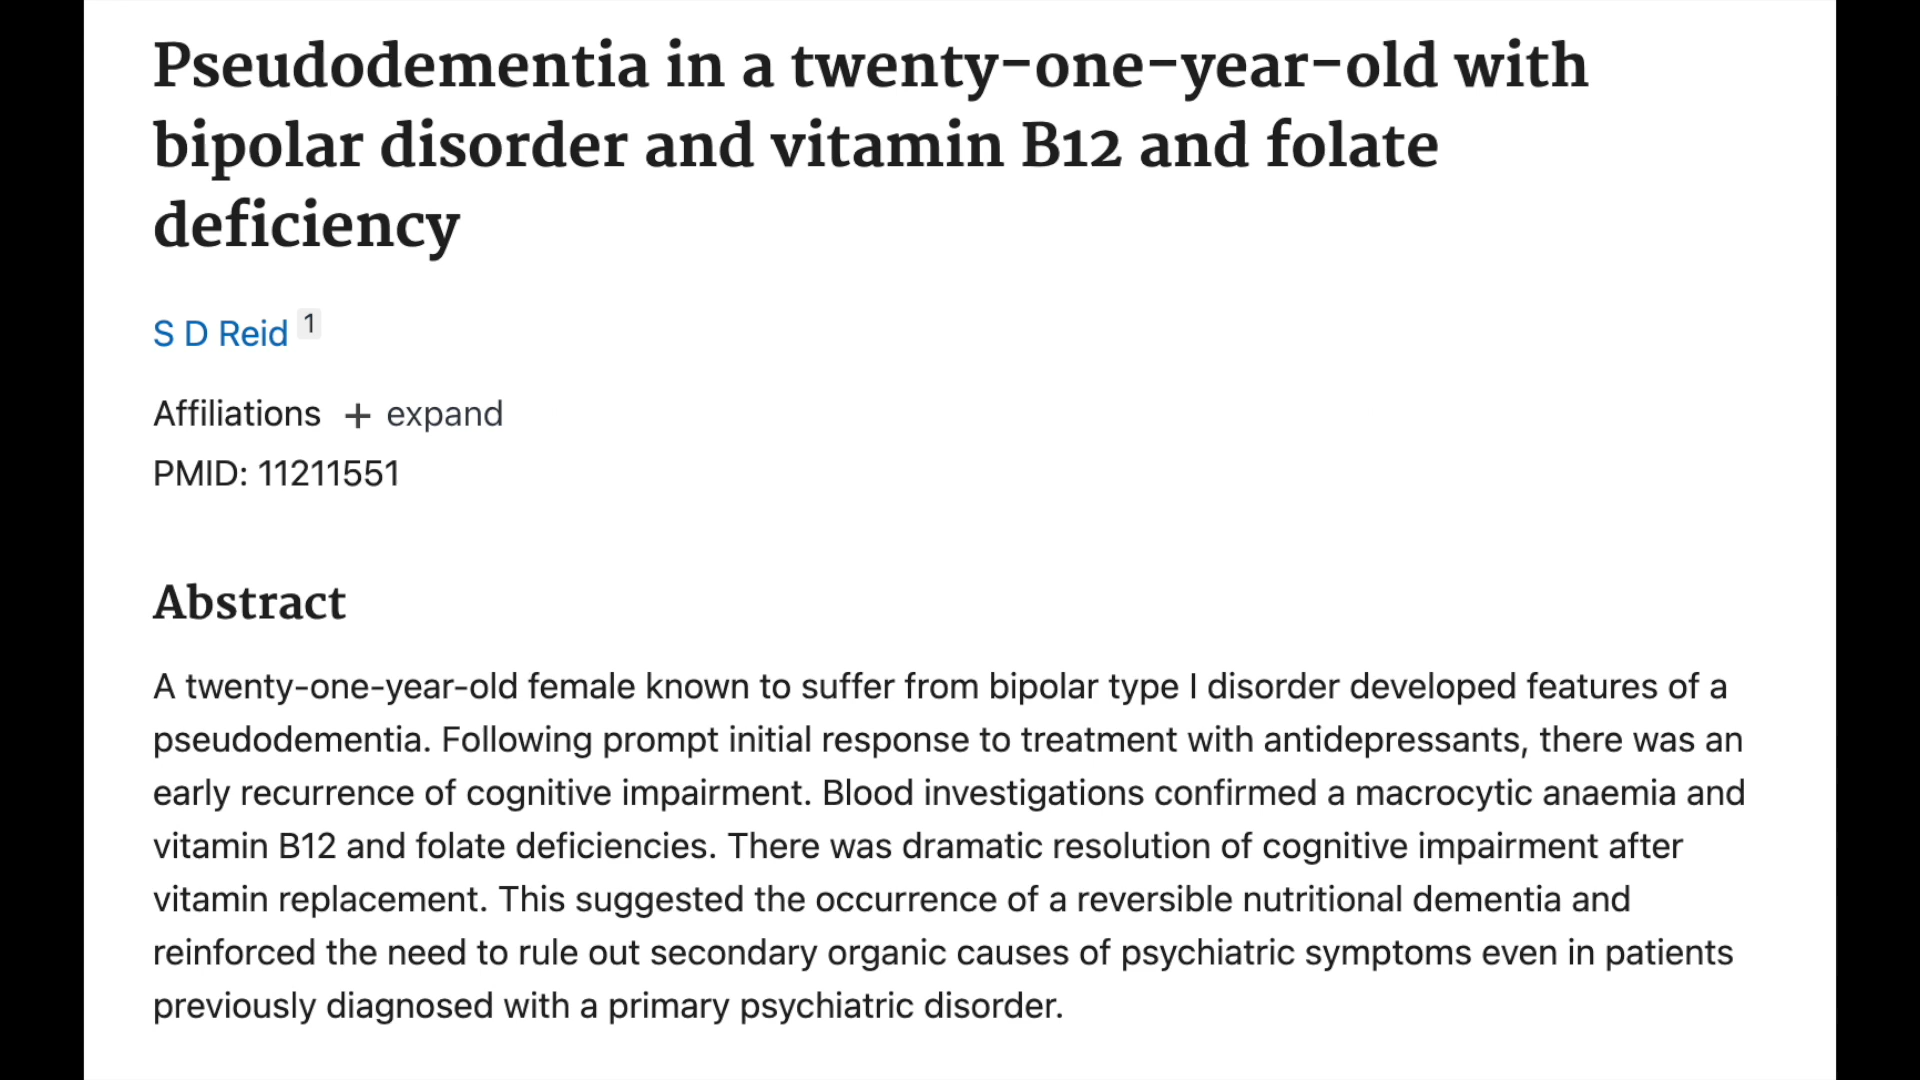 Pseudodementia in a twenty-one-year-old with
bipolar disorder and vitamin B12 and folate
deficiency
S D Reid 1
Affiliations + expand
PMID: 11211551
Abstract
A twenty-one-year-old female known to suffer from bipolar type I disorder developed features of a
pseudodementia. Following prompt initial response to treatment with antidepressants, there was an
early recurrence of cognitive impairment. Blood investigations confirmed a macrocytic anaemia and
vitamin B12 and folate deficiencies. There was dramatic resolution of cognitive impairment after
vitamin replacement. This suggested the occurrence of a reversible nutritional dementia and
reinforced the need to rule out secondary organic causes of psychiatric symptoms even in patients
previously diagnosed with a primary psychiatric disorder.